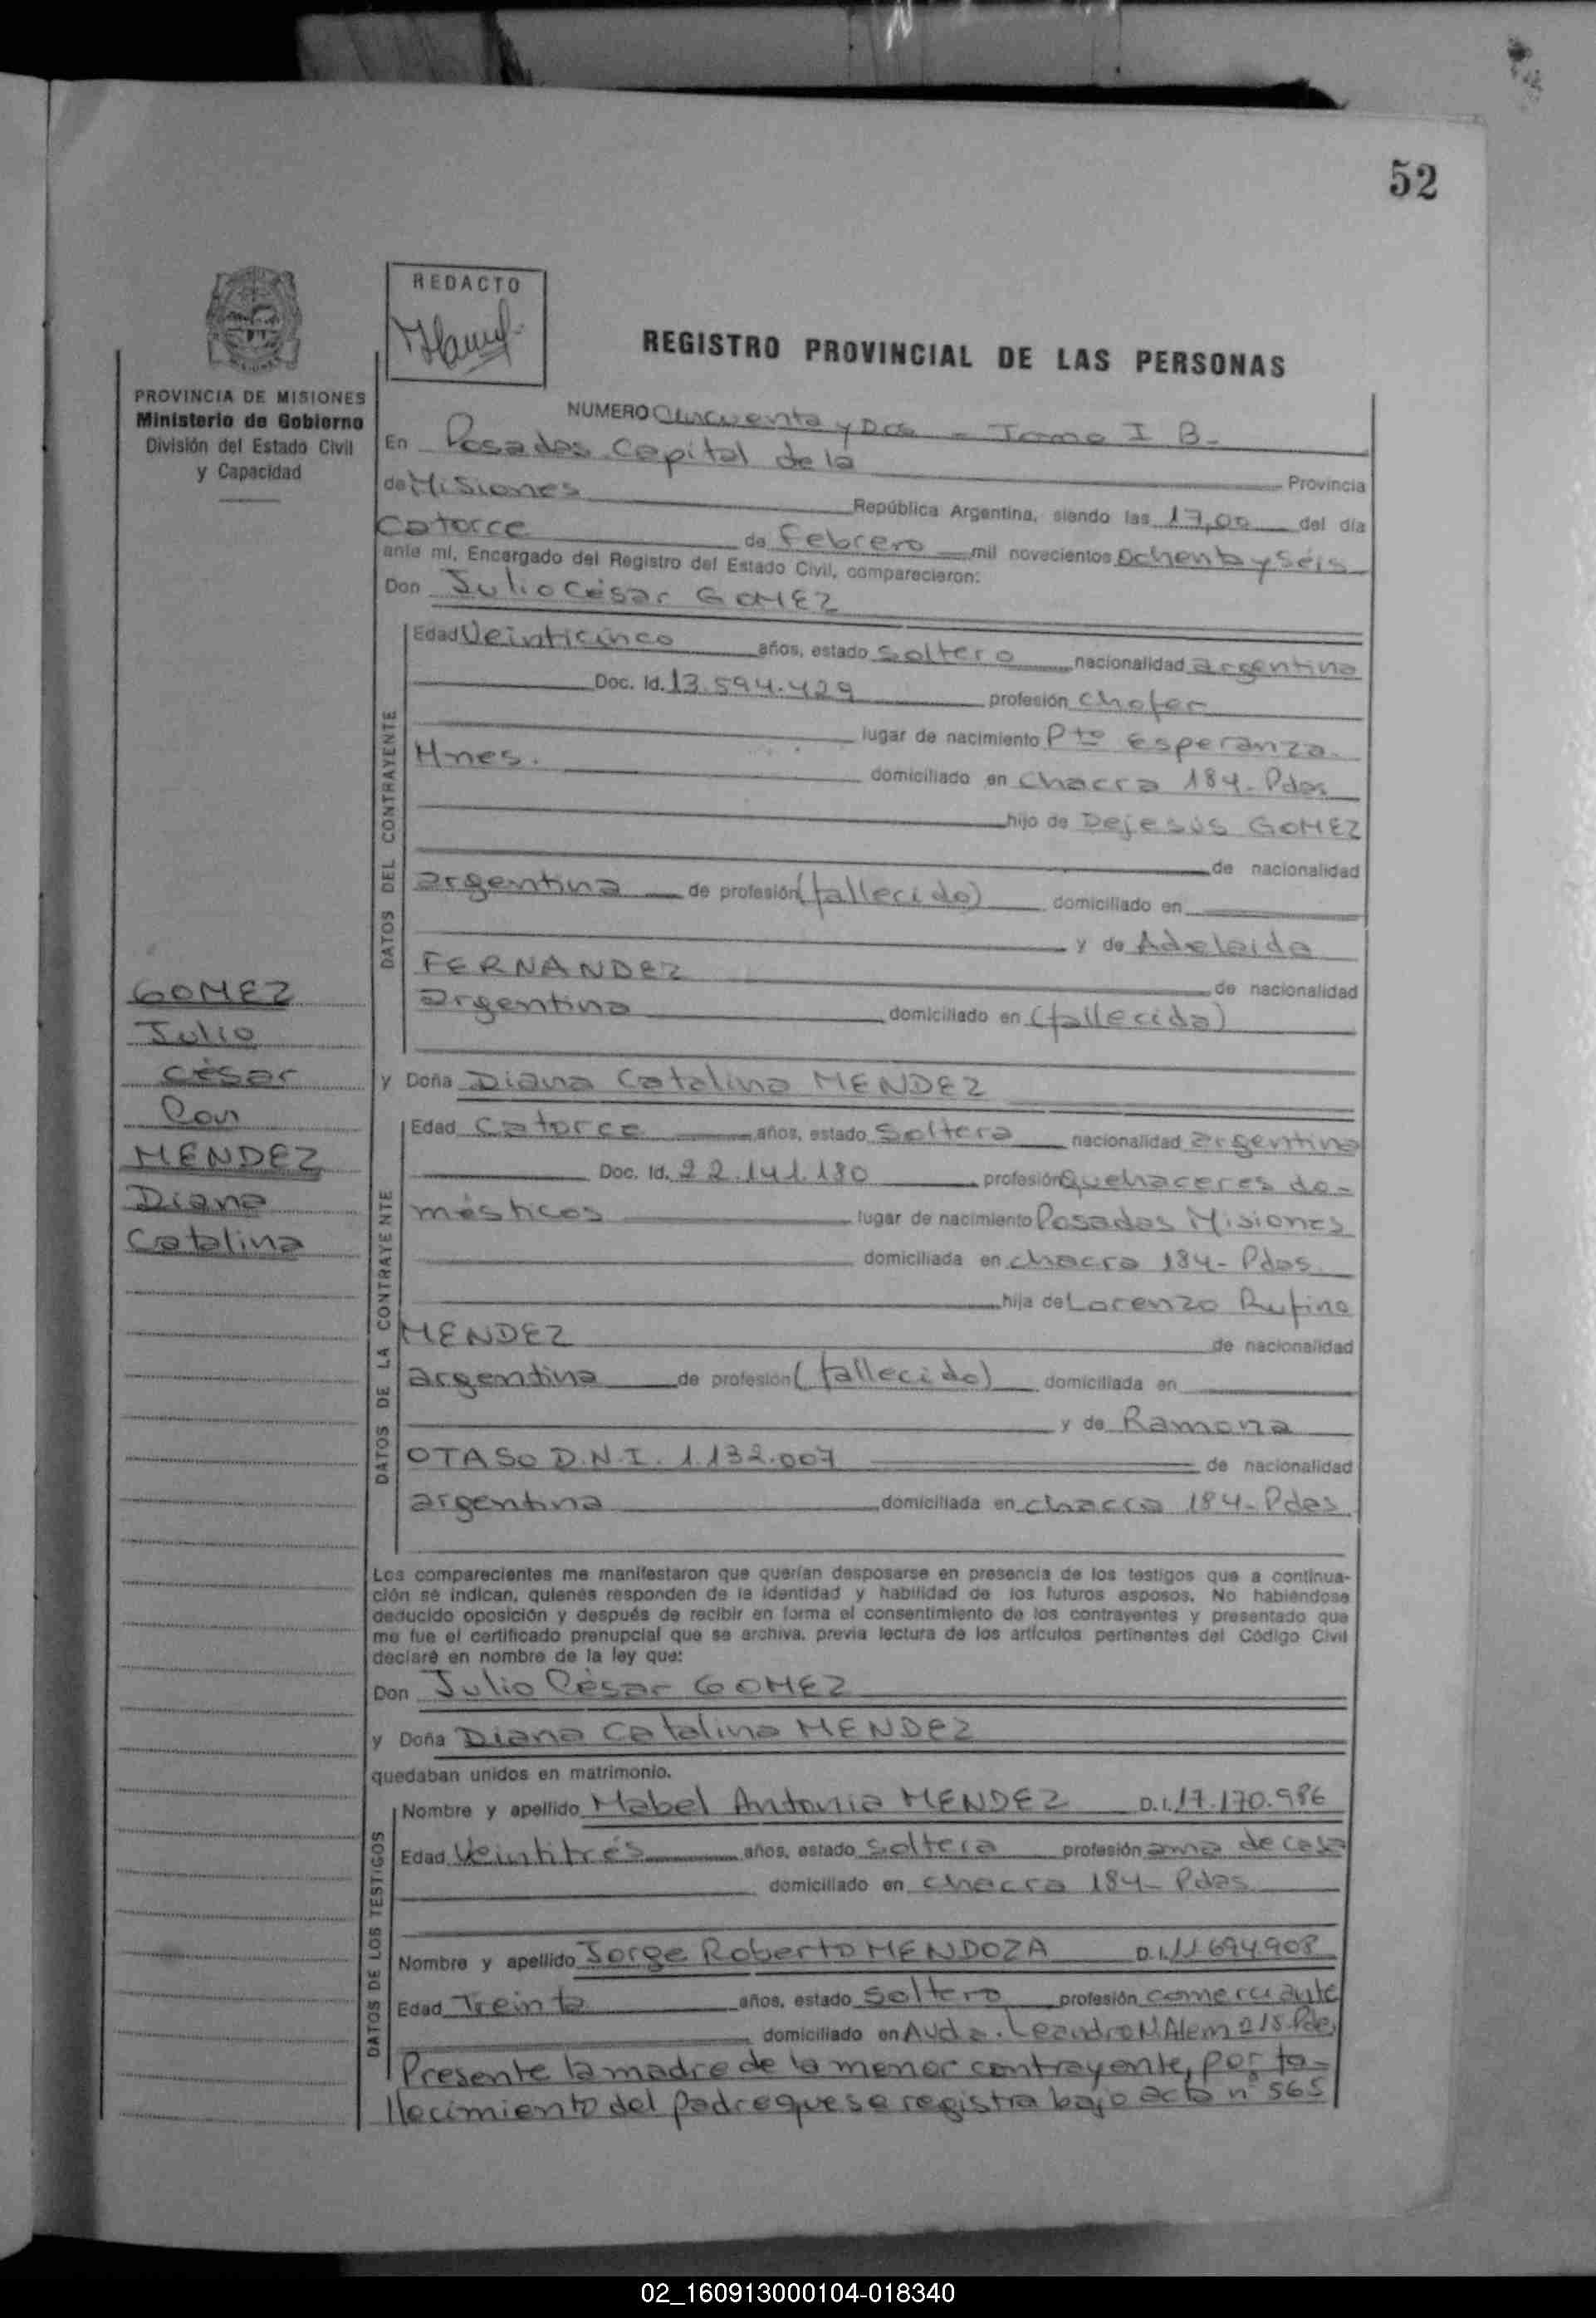 52
REDACTO
REGISTRO PROVINCIAL DE LAS PERSONAS
PROVINCIA DE MISIONES
Ministerio de Gobierno
División del Estado Civil
y Capacidad
NUMERO Cincuenta y Dos - Tomo I B-
En Posadas Capital de la Provincia
de Misiones República Argentina, siendo las 17,00 del día
Catorce de Febrero mil novecientos Ochenta y Séis
ante mí, Encargado del Registro del Estado Civil, comparecieron:
Don Julio César GOMEZ
DATOS DEL CONTRAYENTE
Edad Veinticinco años, estado Soltero nacionalidad argentina
Doc. Id. 13.594.429 profesión Chofer
lugar de nacimiento Pto Esperanza
Mnes. domiciliado en Chacra 184- Pdas
hijo de Dejesús GOMEZ
de nacionalidad
argentina de profesión (fallecido) domiciliado en
y de Adelaida
FERNANDEZ de nacionalidad
argentina domiciliado en (fallecida)
GOMEZ
Julio
César
Con
MENDEZ
Diana
Catalina
y Doña Diana Catalina MENDEZ
DATOS DE LA CONTRAYENTE
Edad Catorce años, estado Soltera nacionalidad argentina
Doc. Id. 22.141.180 profesión Quehaceres do-
mésticos lugar de nacimiento Posadas Misiones
domiciliada en chacra 184- Pdas
hija de Lorenzo Rufino
MENDEZ de nacionalidad
argentina de profesión (fallecido) domiciliada en
y de Ramona
OTASO D.N.I. 1.132.007 de nacionalidad
argentina domiciliada en chacra 184- Pdas
Los comparecientes me manifestaron que querían desposarse en presencia de los testigos que a continua-
ción se indican, quienes responden de la identidad y habilidad de los futuros esposos. No habiéndose
deducido oposición y después de recibir en forma el consentimiento de los contrayentes y presentado que
me fue el certificado prenupcial que se archiva, previa lectura de los artículos pertinentes del Código Civil
declaré en nombre de la ley que:
Don Julio César GOMEZ
y Doña Diana Catalina MENDEZ
quedaban unidos en matrimonio.
DATOS DE LOS TESTIGOS
Nombre y apellido Mabel Antonia MENDEZ D.I. 17.170.986
Edad Veintitrés años, estado Soltera profesión ama de casa
domiciliado en chacra 184- Pdas
Nombre y apellido Jorge Roberto MENDOZA D.I. 11.694.908
Edad Treinta años, estado Soltero profesión comerciante
domiciliado en Avda. Leandro N. Alem 218-Pdas
Presente la madre de la menor contrayente, por fa-
llecimiento del padre que se registra bajo acta nº 565
02_160913000104-018340